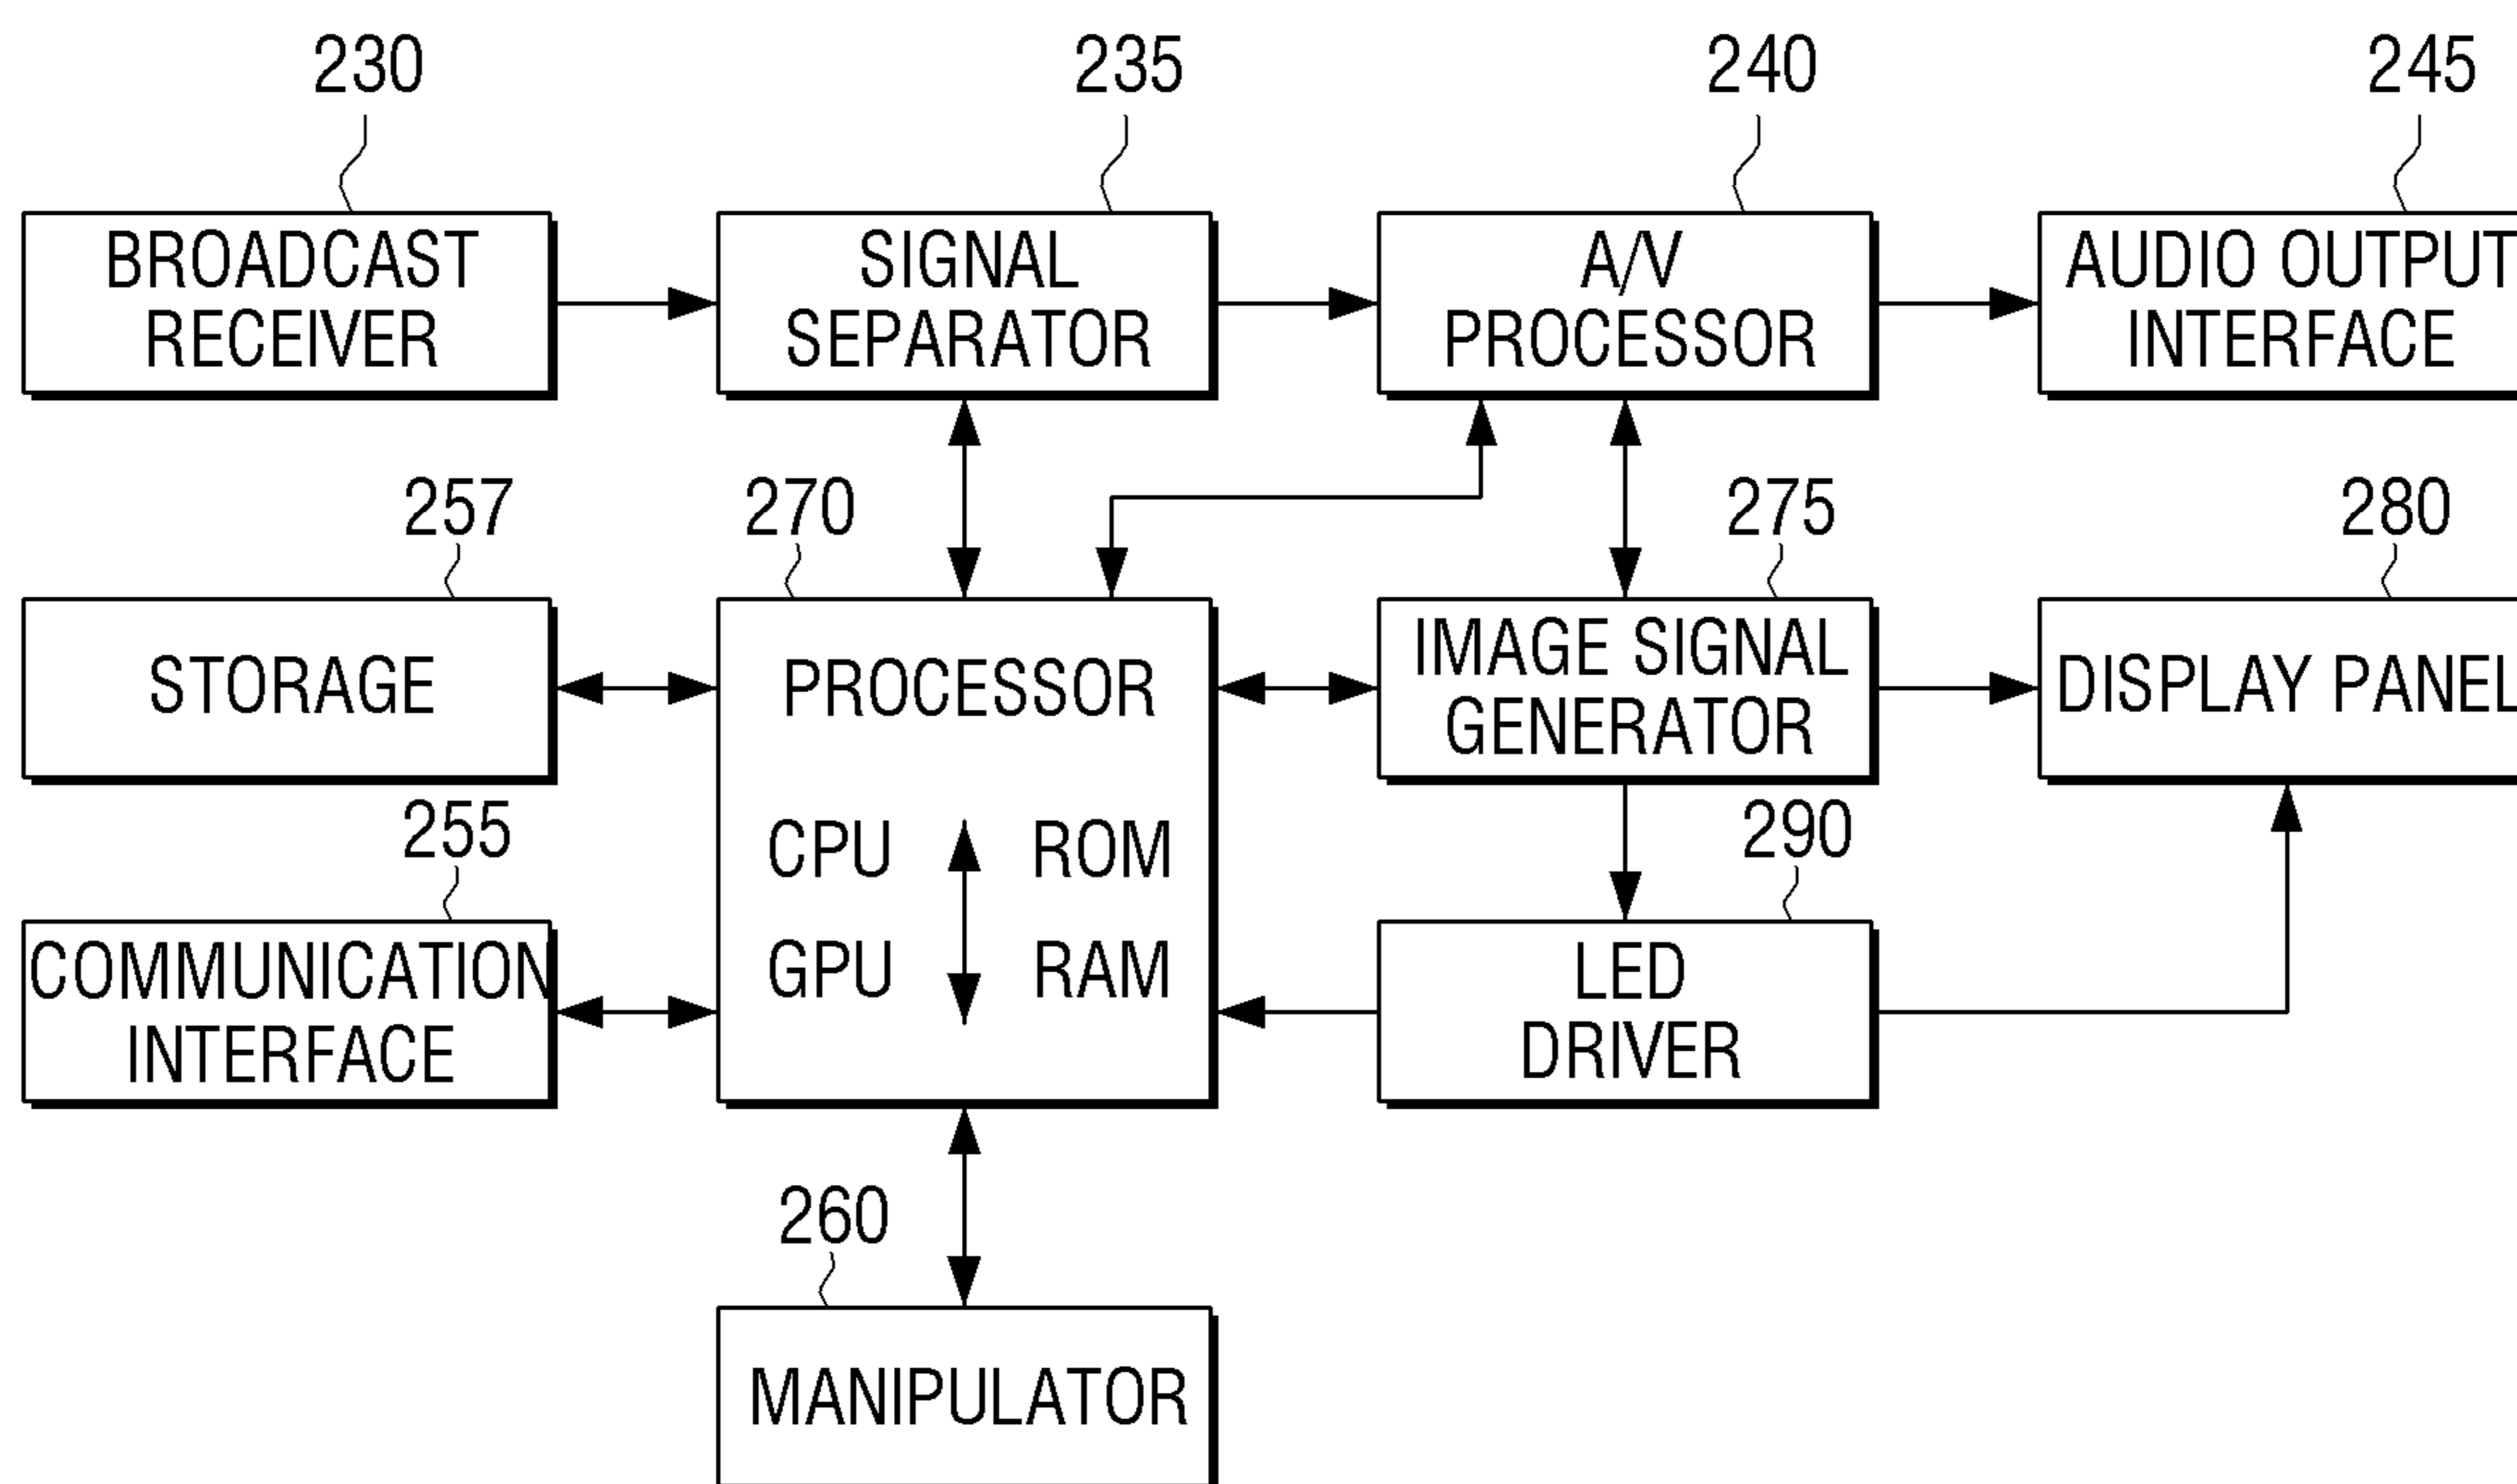 230
235
240
245
BROADCAST
RECEIVER
SIGNAL
SEPARATOR
A/V
PROCESSOR
AUDIO OUTPUT
INTERFACE
257
270
275
280
STORAGE
PROCESSOR
IMAGE SIGNAL
GENERATOR
DISPLAY PANEL
255
290
CPU
ROM
GPU
RAM
COMMUNICATION
INTERFACE
LED
DRIVER
260
MANIPULATOR